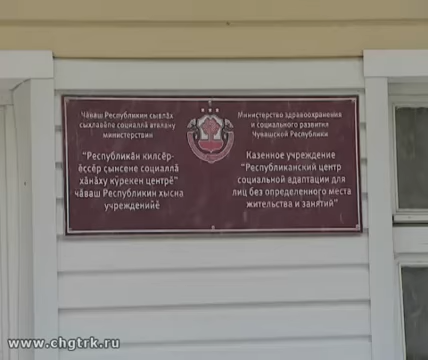 Чӑваш Республикин сывлӑх
сыхлавӗпе социаллӑ аталану
министерстви
"Республикӑн килсӗр-
ӗҫсӗр ҫынсене социаллӑ
хӑнӑху кӳрекен центрӗ"
чӑваш Республикин хысна
учрежденийӗ
Министерство здравоохранения
и социального развития
Чувашской Республики
Казенное учреждение
"Республиканский центр
социальной адаптации для
лиц без определенного места
жительства и занятий"
www.chgtrk.ru